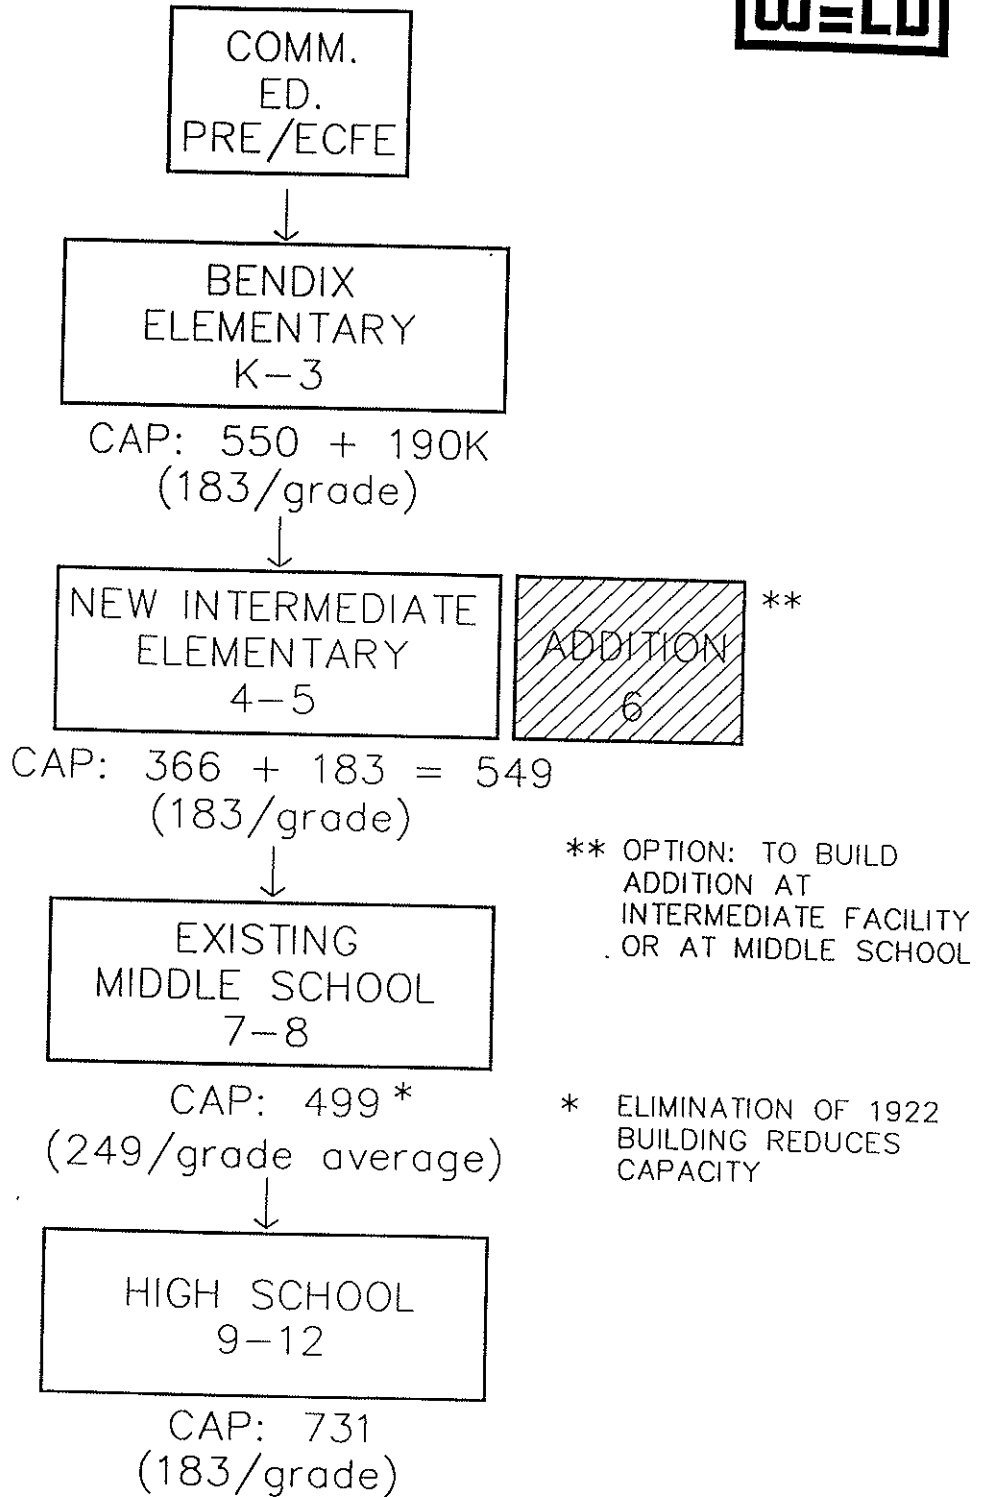 WELD
COMM.
ED.
PRE/ECFE
BENDIX
ELEMENTARY
K-3
CAP: 550 + 190K
(183/grade)
NEW INTERMEDIATE
ELEMENTARY
4-5
ADDITION
6
**
CAP: 366 + 183 = 549
(183/grade)
** OPTION: TO BUILD
ADDITION AT
INTERMEDIATE FACILITY
OR AT MIDDLE SCHOOL
EXISTING
MIDDLE SCHOOL
7-8
CAP: 499 *
(249/grade average)
* ELIMINATION OF 1922
BUILDING REDUCES
CAPACITY
HIGH SCHOOL
9-12
CAP: 731
(183/grade)